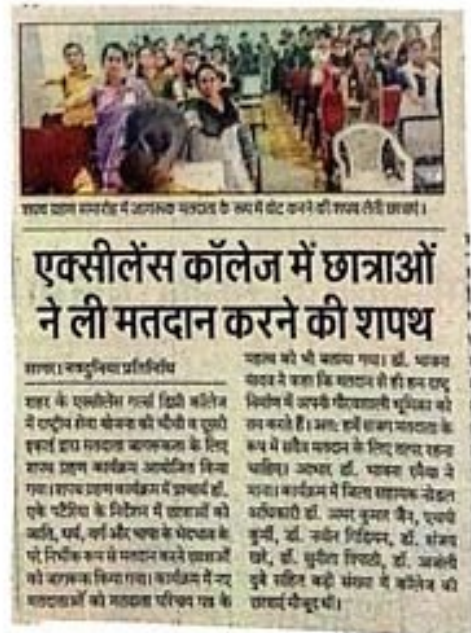 शपथ ग्रहण समारोह में जागरूक मतदाता के रूप में वोट करने की शपथ लेती छात्राएं।
एक्सीलेंस कॉलेज में छात्राओं
ने ली मतदान करने की शपथ
सागर। नवदुनिया प्रतिनिधि
शहर के एक्सीलेंस गर्ल्स डिग्री कॉलेज
में राष्ट्रीय सेवा योजना की चौथी व दूसरी
इकाई द्वारा मतदाता जागरूकता के लिए
शपथ ग्रहण कार्यक्रम आयोजित किया
गया। शपथ ग्रहण कार्यक्रम में प्राचार्य डॉ.
एके पटैरिया के निर्देशन में छात्राओं को
जाति, धर्म, वर्ग और भाषा के भेदभाव के
परे, निर्भीक रूप से मतदान करने छात्राओं
को जागरूक किया गया। कार्यक्रम में नए
मतदाताओं को मतदाता परिचय पत्र के
महत्व को भी बताया गया। डॉ. भावना
यादव ने कहा कि मतदान से ही हम राष्ट्र
निर्माण में अपनी गौरवशाली भूमिका को
तय करते हैं। अतः हमें सजग मतदाता के
रूप में सदैव मतदान के लिए तत्पर रहना
चाहिए। आभार डॉ. भावना रमैया ने
माना। कार्यक्रम में जिला सहायक नोडल
अधिकारी डॉ. अमर कुमार जैन, एचपी
कुर्मी, डॉ. नवीन गिडियन, डॉ. संजय
खरे, डॉ. सुनीता त्रिपाठी, डॉ. अंजली
दुबे सहित बड़ी संख्या में कॉलेज की
छात्राएं मौजूद थीं।